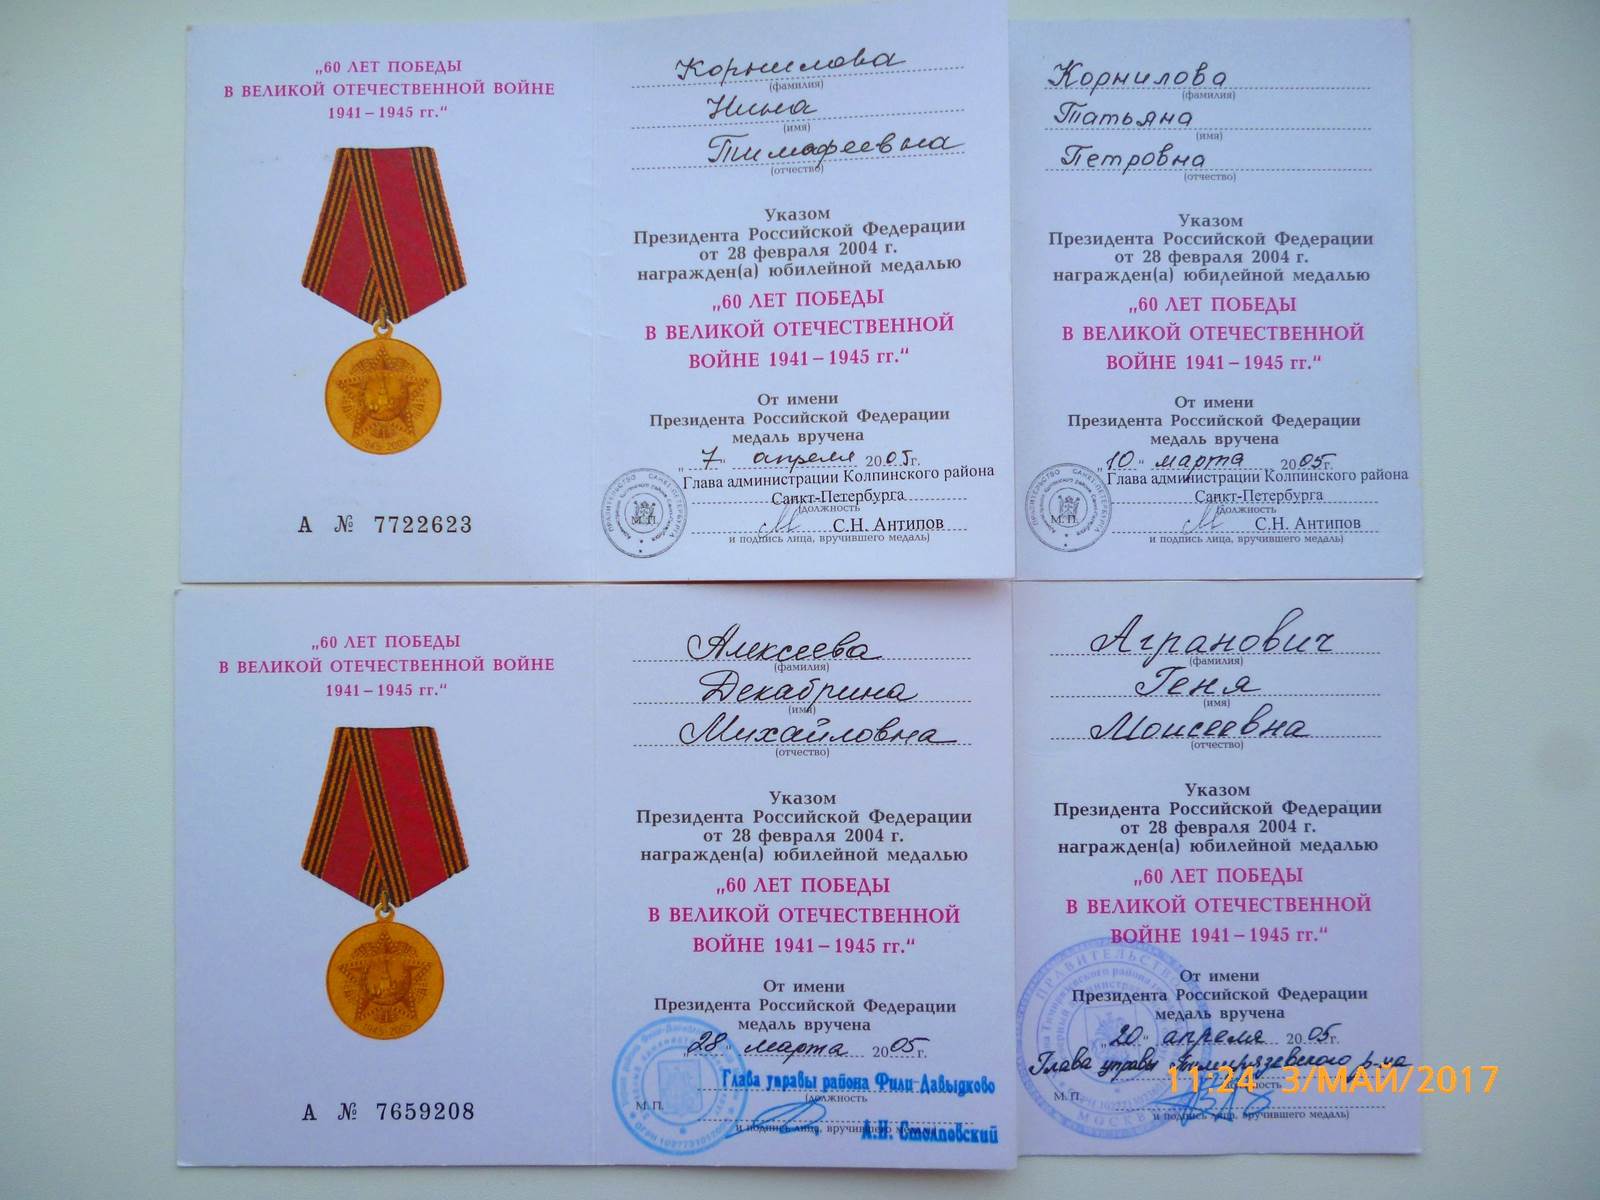 „60 ЛЕТ ПОБЕДЫ
В ВЕЛИКОЙ ОТЕЧЕСТВЕННОЙ ВОЙНЕ
1941 – 1945 гг.“
1945-2005
А № 7722623
Корнилова
(фамилия)
Нина
(имя)
Тимофеевна
(отчество)
Указом
Президента Российской Федерации
от 28 февраля 2004 г.
награжден(а) юбилейной медалью
„60 ЛЕТ ПОБЕДЫ
В ВЕЛИКОЙ ОТЕЧЕСТВЕННОЙ
ВОЙНЕ 1941 – 1945 гг.“
От имени
Президента Российской Федерации
медаль вручена
„7“ апреля 2005г.
Глава администрации Колпинского района
Санкт-Петербурга
(должность
М.П.
С.Н. Антипов
и подпись лица, вручившего медаль)
Корнилова
(фамилия)
Татьяна
(имя)
Петровна
(отчество)
Указом
Президента Российской Федерации
от 28 февраля 2004 г.
награжден(а) юбилейной медалью
„60 ЛЕТ ПОБЕДЫ
В ВЕЛИКОЙ ОТЕЧЕСТВЕННОЙ
ВОЙНЕ 1941 – 1945 гг.“
От имени
Президента Российской Федерации
медаль вручена
„10“ марта 2005г.
Глава администрации Колпинского района
Санкт-Петербурга
(должность
М.П.
С.Н. Антипов
и подпись лица, вручившего медаль)
„60 ЛЕТ ПОБЕДЫ
В ВЕЛИКОЙ ОТЕЧЕСТВЕННОЙ ВОЙНЕ
1941 – 1945 гг.“
1945-2005
А № 7659208
Алексеева
(фамилия)
Декабрина
(имя)
Михайловна
(отчество)
Указом
Президента Российской Федерации
от 28 февраля 2004 г.
награжден(а) юбилейной медалью
„60 ЛЕТ ПОБЕДЫ
В ВЕЛИКОЙ ОТЕЧЕСТВЕННОЙ
ВОЙНЕ 1941 – 1945 гг.“
От имени
Президента Российской Федерации
медаль вручена
„28“ марта 2005г.
Глава управы района Фили-Давыдково
(должность
М.П.
и подпись лица, вручившего медаль)
А.П. Столповский
Агранович
(фамилия)
Геня
(имя)
Моисеевна
(отчество)
Указом
Президента Российской Федерации
от 28 февраля 2004 г.
награжден(а) юбилейной медалью
„60 ЛЕТ ПОБЕДЫ
В ВЕЛИКОЙ ОТЕЧЕСТВЕННОЙ
ВОЙНЕ 1941 – 1945 гг.“
От имени
Президента Российской Федерации
медаль вручена
„20“ апреля 2005г.
Глава управы Тимирязевского р-на
(должность
М.П.
и подпись лица, вручившего медаль)
11:24 3/МАЙ/2017